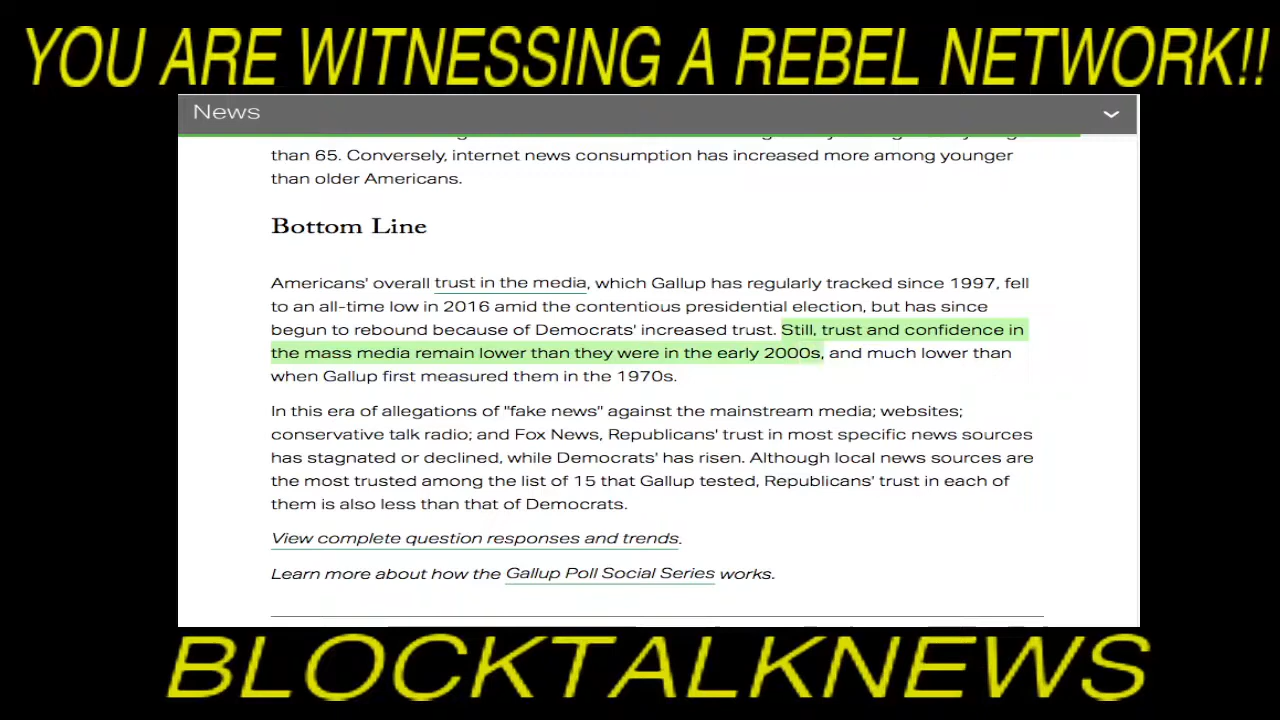 YOU ARE WITNESSING A REBEL NETWORK!!
News
than 65. Conversely, internet news consumption has increased more among younger
than older Americans.
Bottom Line
Americans' overall trust in the media, which Gallup has regularly tracked since 1997, fell
to an all-time low in 2016 amid the contentious presidential election, but has since
begun to rebound because of Democrats' increased trust. Still, trust and confidence in
the mass media remain lower than they were in the early 2000s, and much lower than
when Gallup first measured them in the 1970s.
In this era of allegations of "fake news" against the mainstream media; websites;
conservative talk radio; and Fox News, Republicans' trust in most specific news sources
has stagnated or declined, while Democrats' has risen. Although local news sources are
the most trusted among the list of 15 that Gallup tested, Republicans' trust in each of
them is also less than that of Democrats.
View complete question responses and trends.
Learn more about how the Gallup Poll Social Series works.
BLOCKTALKNEWS